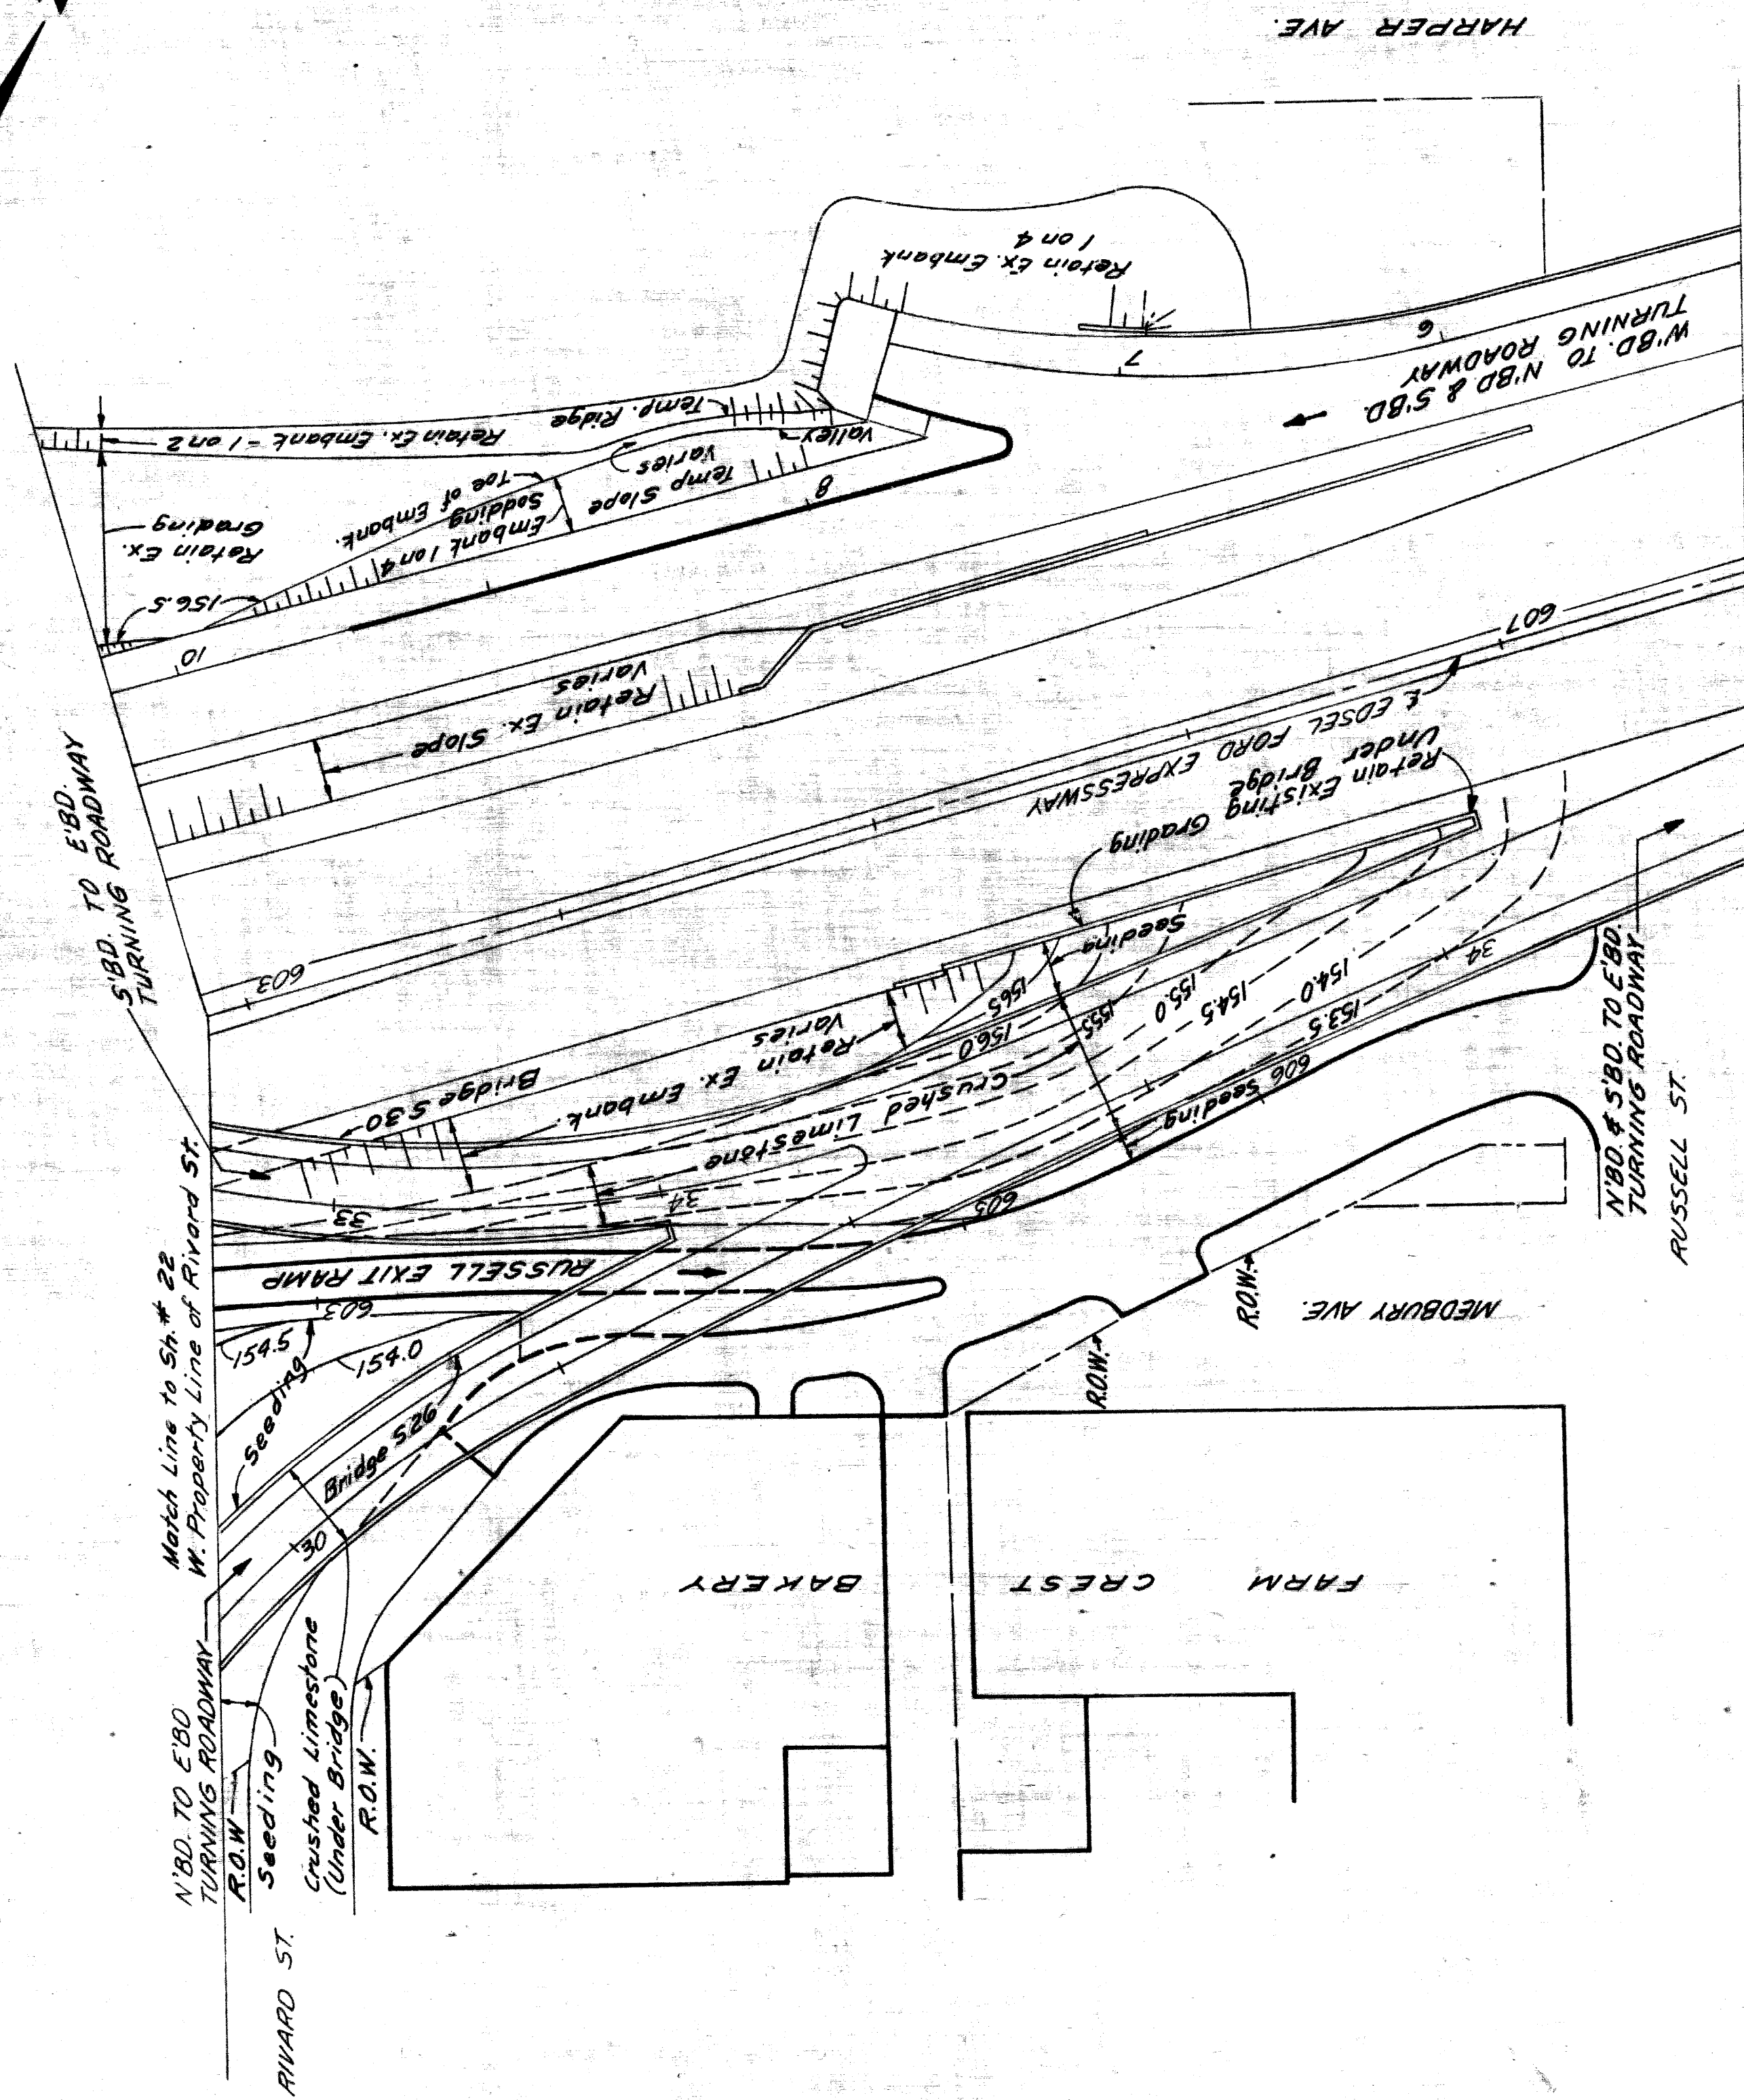 HARPER AVE.
Retain Ex. Embank
1 on 4
W'BD. TO N'BD & S'BD.
TURNING ROADWAY
6
7
8
10
Retain Ex. Embank - 1 on 2
Temp. Ridge
Valley
Temp Slope
Varies
Embank 1 on 4
Sodding
Toe of Embank.
Retain Ex.
Grading
156.5
Retain Ex. Slope
Varies
S'BD. TO E'BD.
TURNING ROADWAY
603
607
℄ EDSEL FORD EXPRESSWAY
Retain Existing Grading
Under Bridge
Seeding
Retain Ex. Embank.
Varies
Bridge S30
156.5
156.0
155.5
155.0
154.5
154.0
153.5
34
Crushed Limestone
606
Seeding
605
34
33
RUSSELL EXIT RAMP
603
154.5
154.0
Seeding
Match Line to Sh. # 22
W. Property Line of Rivard St.
Bridge S26
30
N'BD. & S'BD. TO E'BD.
TURNING ROADWAY
RUSSELL ST.
MEDBURY AVE.
R.O.W.
R.O.W.
FARM CREST BAKERY
N'BD. TO E'BD
TURNING ROADWAY
R.O.W
Seeding
Crushed Limestone
(Under Bridge)
R.O.W.
RIVARD ST.